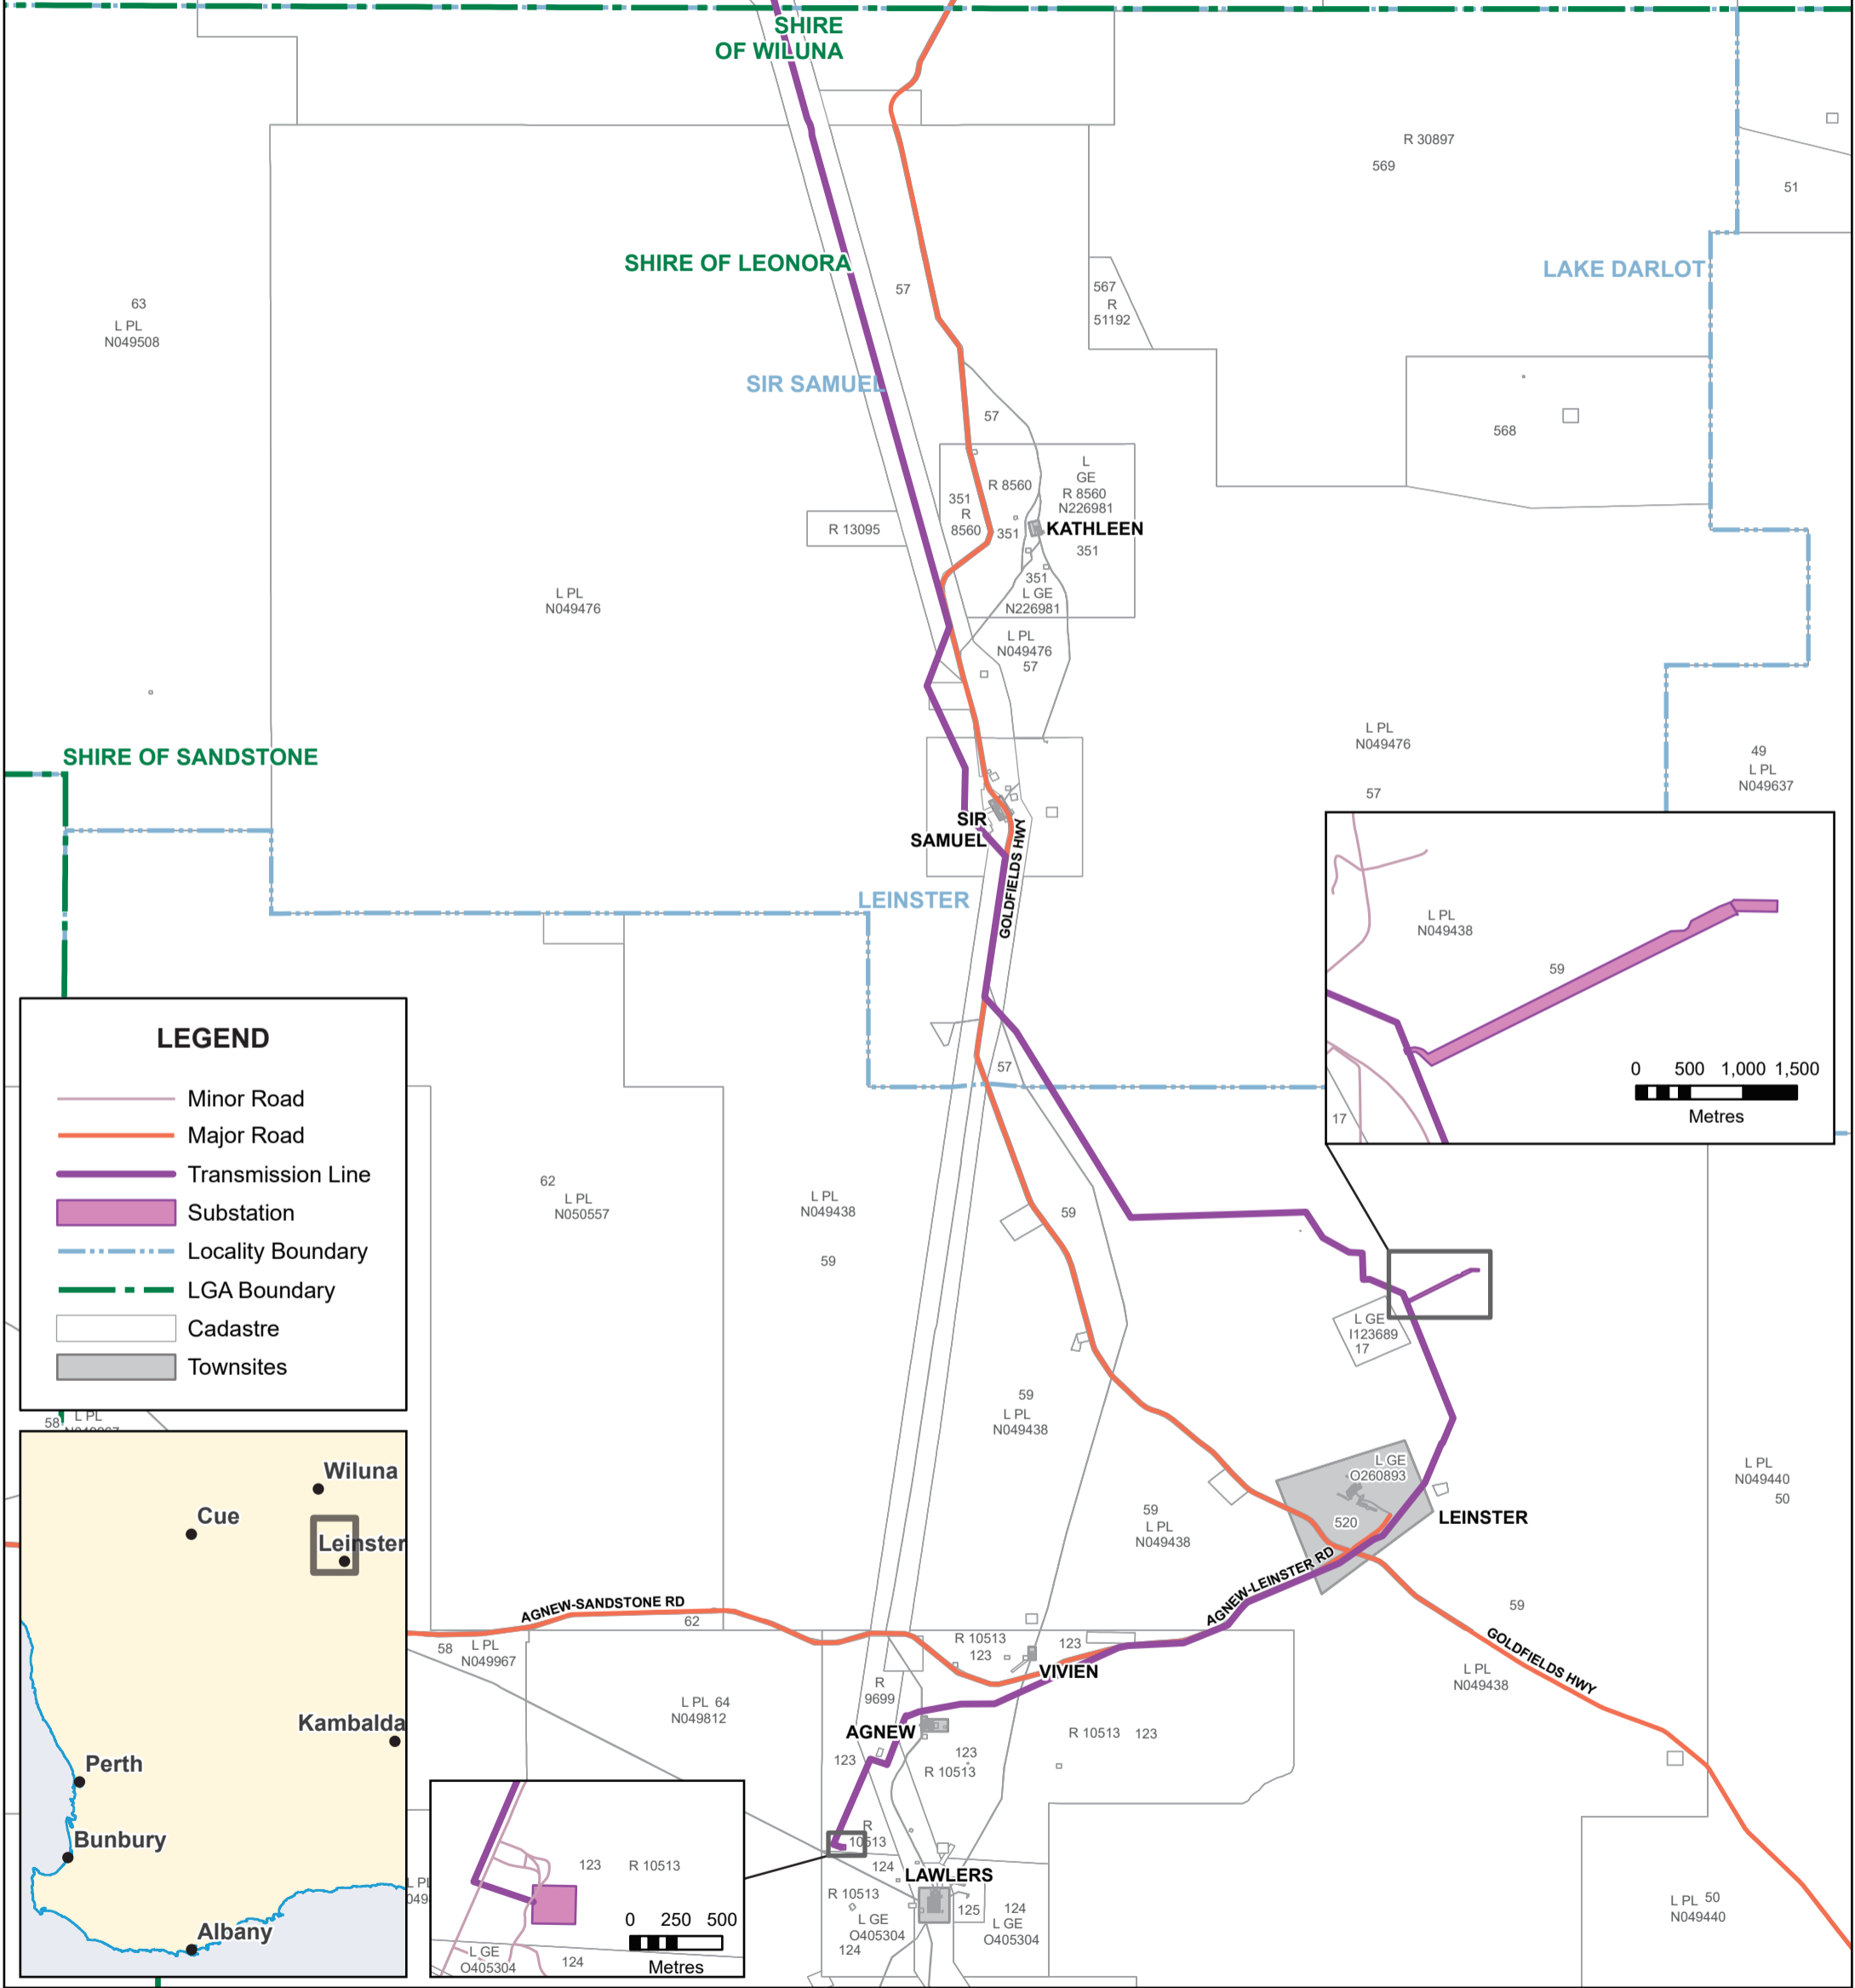 SHIRE
OF WILUNA
R 30897
569
51
SHIRE OF LEONORA
LAKE DARLOT
57
567
R
51192
63
L PL
N049508
SIR SAMUEL
57
568
L
GE
R 8560
N226981
R 8560
351
R
8560
351
KATHLEEN
351
R 13095
351
L GE
N226981
L PL
N049476
L PL
N049476
57
L PL
N049476
57
49
L PL
N049637
SHIRE OF SANDSTONE
SIR
SAMUEL
GOLDFIELDS HWY
LEINSTER
L PL
N049438
59
0 500 1,000 1,500
Metres
17
57
LEGEND
Minor Road
Major Road
Transmission Line
Substation
Locality Boundary
LGA Boundary
Cadastre
Townsites
62
L PL
N050557
L PL
N049438
59
59
L GE
I123689
17
59
L PL
N049438
58
L PL
L GE
O260893
520
LEINSTER
59
L PL
N049438
L PL
N049440
50
AGNEW-LEINSTER RD
AGNEW-SANDSTONE RD
62
58
L PL
N049967
59
GOLDFIELDS HWY
L PL
N049438
R 10513
123
123
VIVIEN
R
9699
L PL 64
N049812
AGNEW
123
123
R 10513
R 10513 123
R
10513
124
LAWLERS
R 10513
L GE
O405304
124
125
124
L GE
O405304
L PL 50
N049440
Wiluna
Cue
Leinster
Kambalda
Perth
Bunbury
Albany
L PL
049
123 R 10513
0 250 500
Metres
L GE
O405304
124